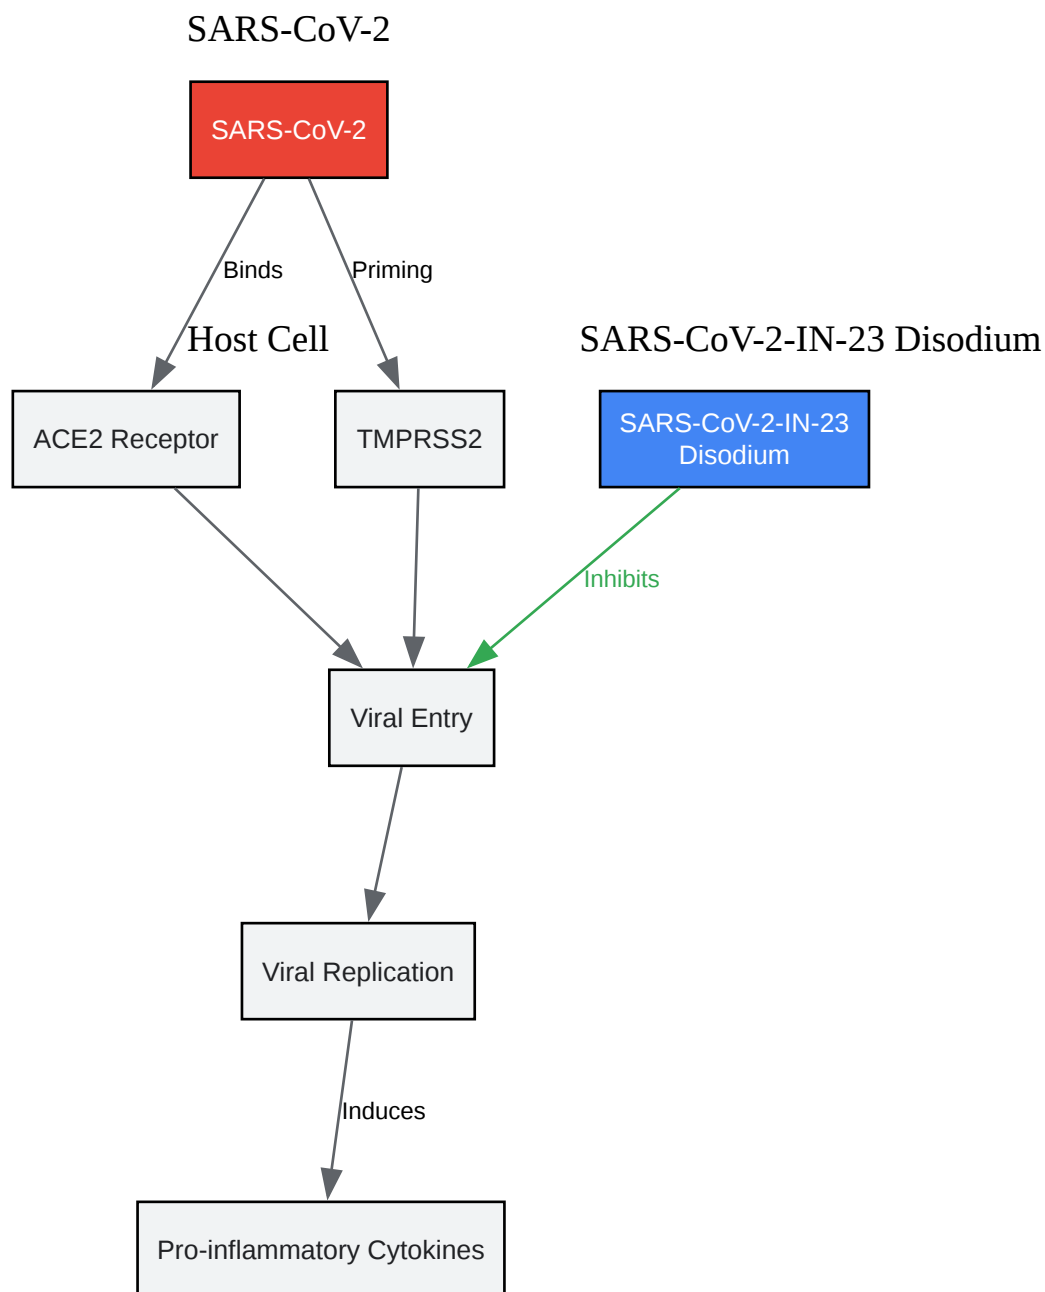 SARS-CoV-2
SARS-CoV-2
Binds
Priming
Host Cell
SARS-CoV-2-IN-23 Disodium
ACE2 Receptor
TMPRSS2
SARS-CoV-2-IN-23
Disodium
Inhibits
Viral Entry
Viral Replication
Induces
Pro-inflammatory Cytokines